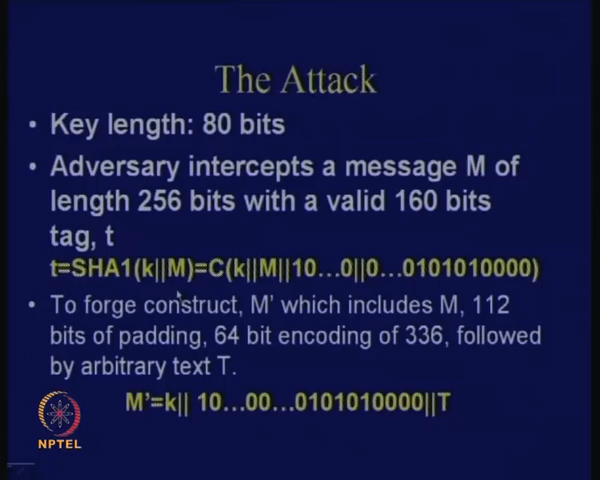 The Attack
• Key length: 80 bits
• Adversary intercepts a message M of
length 256 bits with a valid 160 bits
tag, t
t=SHA1(k||M)=C(k||M||10…0||0…0101010000)
• To forge construct, M' which includes M, 112
bits of padding, 64 bit encoding of 336, followed
by arbitrary text T.
M'=k|| 10…00…0101010000||T
NPTEL